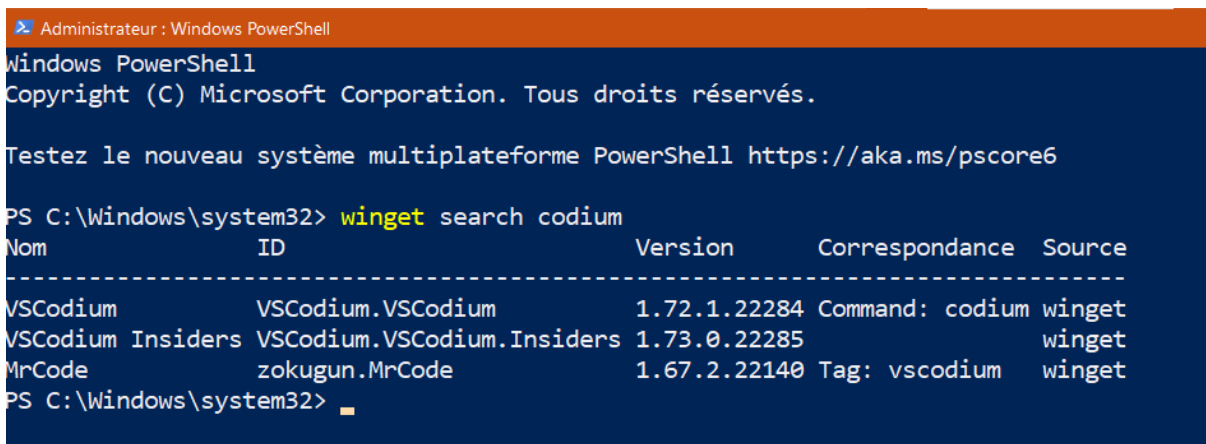 Administrateur : Windows PowerShell
Windows PowerShell
Copyright (C) Microsoft Corporation. Tous droits réservés.
Testez le nouveau système multiplateforme PowerShell https://aka.ms/pscore6
PS C:\Windows\system32> winget search codium
Nom ID Version Correspondance Source
--------------------------------------------------------------------------------
VSCodium VSCodium.VSCodium 1.72.1.22284 Command: codium winget
VSCodium Insiders VSCodium.VSCodium.Insiders 1.73.0.22285 winget
MrCode zokugun.MrCode 1.67.2.22140 Tag: vscodium winget
PS C:\Windows\system32>